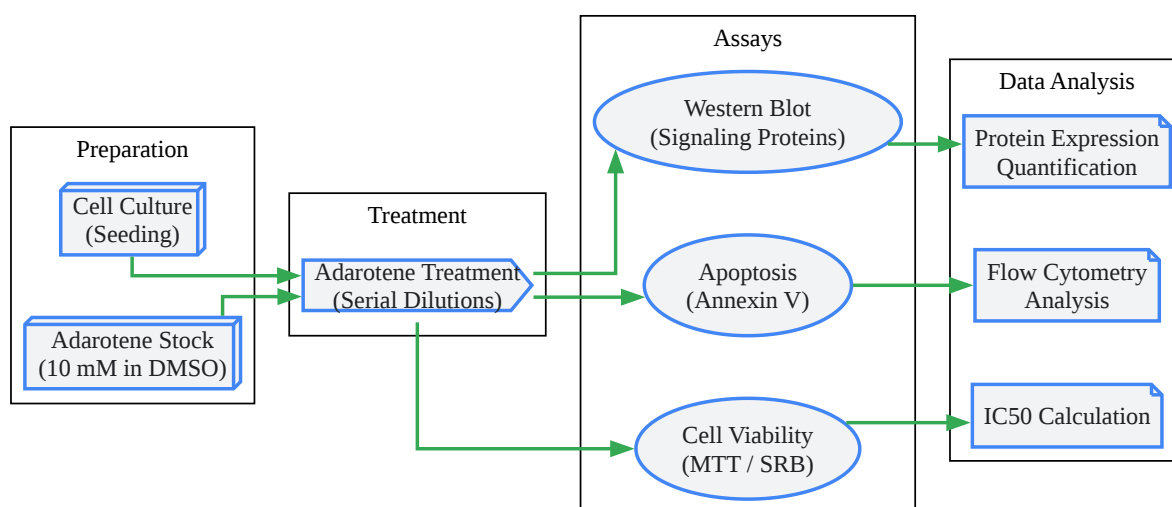 Preparation
Cell Culture
(Seeding)
Adarotene Stock
(10 mM in DMSO)
Treatment
Adarotene Treatment
(Serial Dilutions)
Assays
Western Blot
(Signaling Proteins)
Apoptosis
(Annexin V)
Cell Viability
(MTT / SRB)
Data Analysis
Protein Expression
Quantification
Flow Cytometry
Analysis
IC50 Calculation